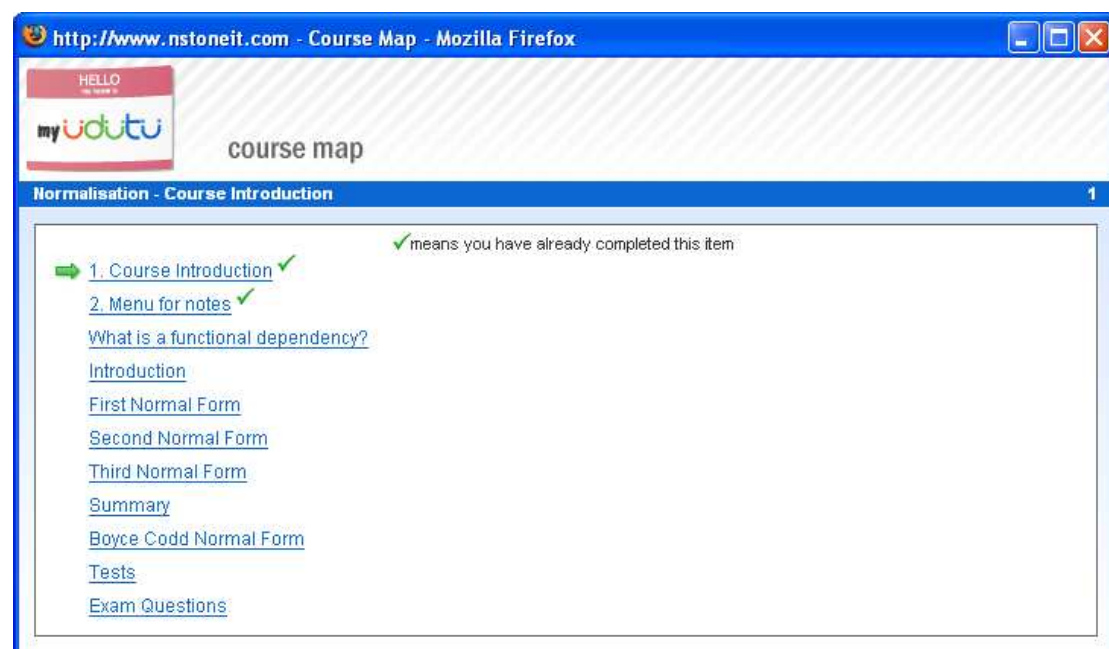 http://www.nstoneit.com - Course Map - Mozilla Firefox
HELLO
my udutu
course map
Normalisation - Course Introduction 1
means you have already completed this item
1. Course Introduction
2. Menu for notes
What is a functional dependency?
Introduction
First Normal Form
Second Normal Form
Third Normal Form
Summary
Boyce Codd Normal Form
Tests
Exam Questions